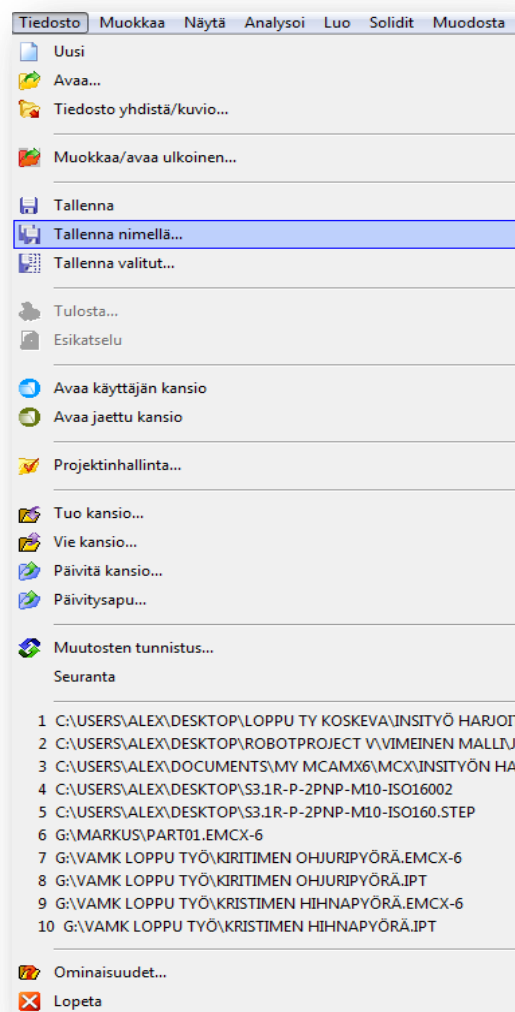 Tiedosto Muokkaa Näytä Analysoi Luo Solidit Muodosta
Uusi
Avaa...
Tiedosto yhdistä/kuvio...
Muokkaa/avaa ulkoinen...
Tallenna
Tallenna nimellä...
Tallenna valitut...
Tulosta...
Esikatselu
Avaa käyttäjän kansio
Avaa jaettu kansio
Projektinhallinta...
Tuo kansio...
Vie kansio...
Päivitä kansio...
Päivitysapu...
Muutosten tunnistus...
Seuranta
1 C:\USERS\ALEX\DESKTOP\LOPPU TY KOSKEVA\INSITYÖ HARJOIT
2 C:\USERS\ALEX\DESKTOP\ROBOTPROJECT V\VIMEINEN MALLI\J
3 C:\USERS\ALEX\DOCUMENTS\MY MCAMX6\MCX\INSITYÖN HA
4 C:\USERS\ALEX\DESKTOP\S3.1R-P-2PNP-M10-ISO16002
5 C:\USERS\ALEX\DESKTOP\S3.1R-P-2PNP-M10-ISO160.STEP
6 G:\MARKUS\PART01.EMCX-6
7 G:\VAMK LOPPU TYÖ\KIRITIMEN OHJURIPYÖRÄ.EMCX-6
8 G:\VAMK LOPPU TYÖ\KIRITIMEN OHJURIPYÖRÄ.IPT
9 G:\VAMK LOPPU TYÖ\KRISTIMEN HIHNAPYÖRÄ.EMCX-6
10 G:\VAMK LOPPU TYÖ\KRISTIMEN HIHNAPYÖRÄ.IPT
Ominaisuudet...
Lopeta